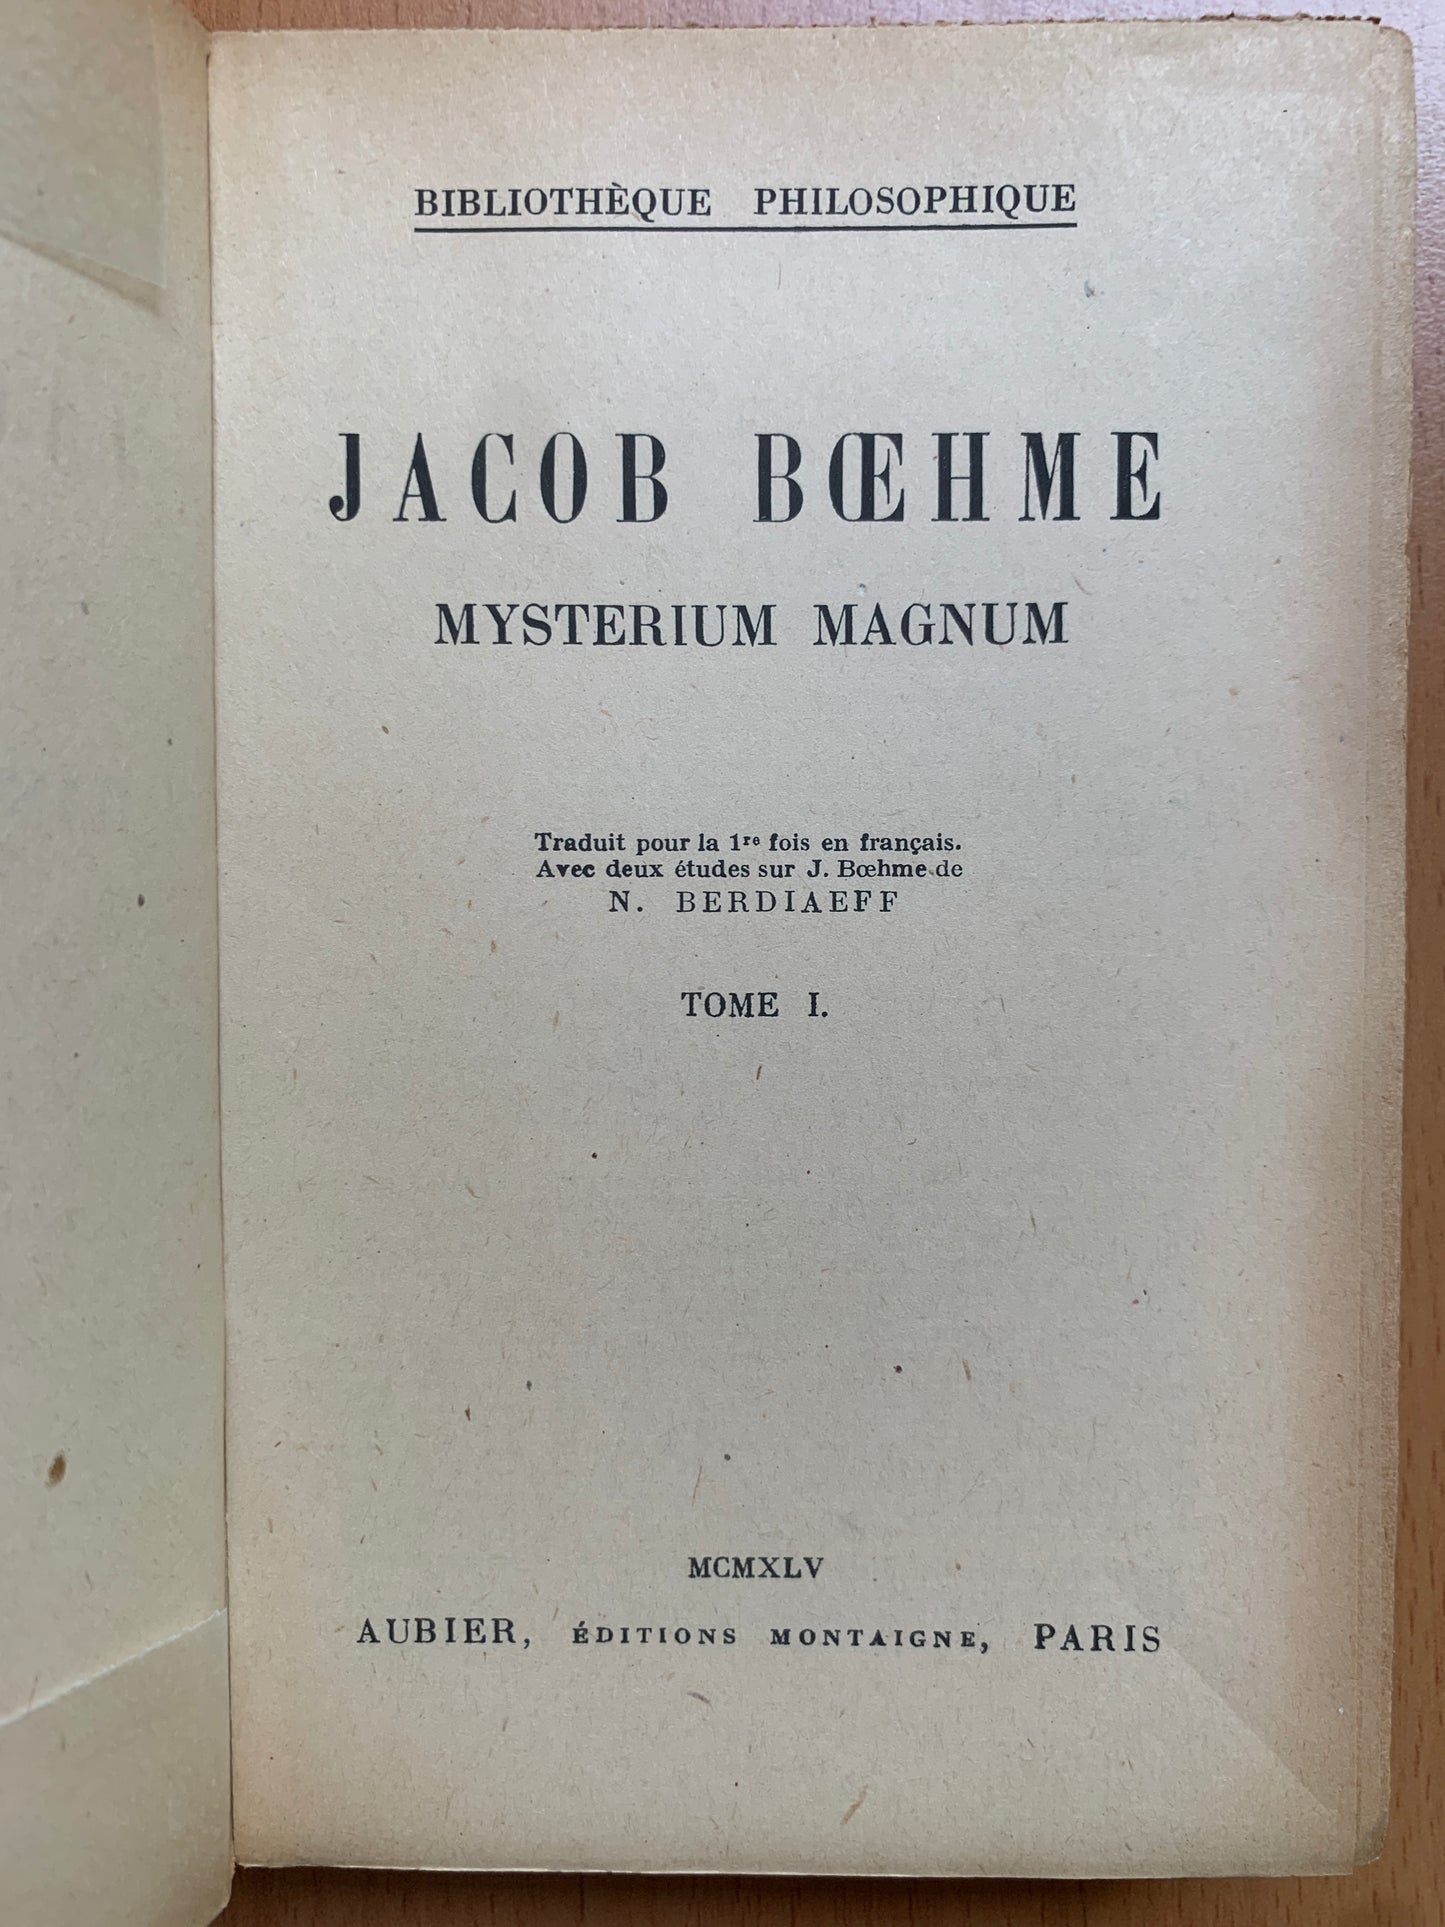 BIBLIOTHÈQUE PHILOSOPHIQUE
JACOB BŒHME
MYSTERIUM MAGNUM
Traduit pour la 1re fois en français.
Avec deux études sur J. Bœhme de
N. BERDIAEFF
TOME I.
MCMXLV
AUBIER, ÉDITIONS MONTAIGNE, PARIS